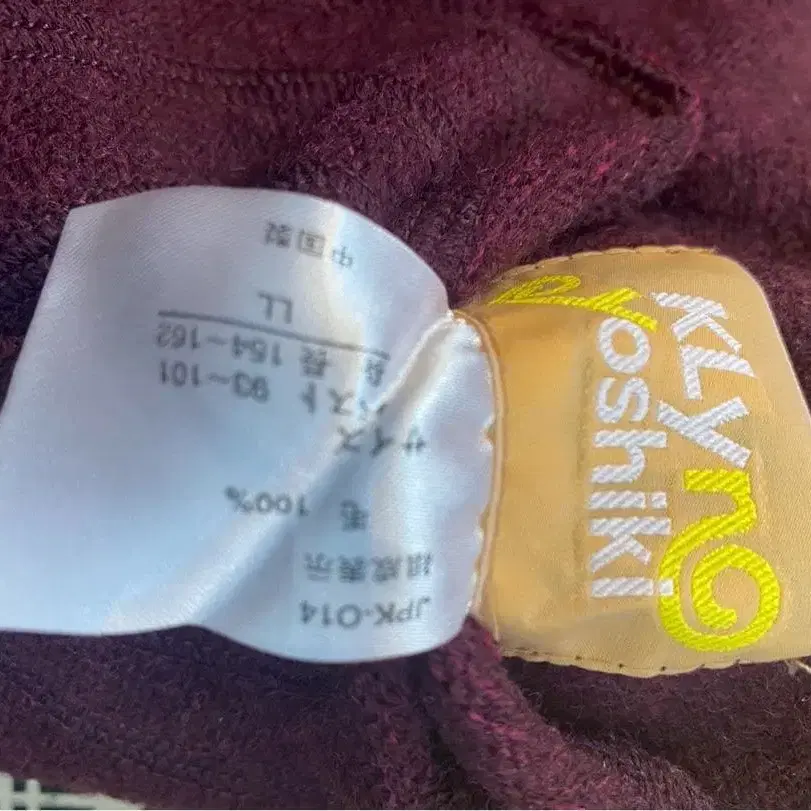 KLyne
yoshiki
JPK-014
組成表示
毛 100%
サイズ
バスト 93~101
身長 154~162
LL
中国製